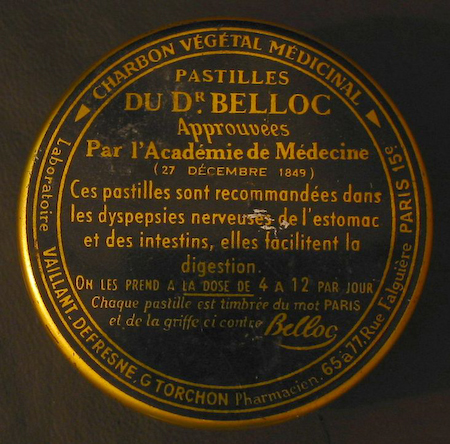 CHARBON VÉGÉTAL MÉDICINAL
PASTILLES
DU DR. BELLOC
Approuvées
Par l'Académie de Médecine
(27 DÉCEMBRE 1849)
Ces pastilles sont recommandées dans
les dyspepsies nerveuses de l'estomac
et des intestins, elles facilitent la
digestion.
ON LES PREND A LA DOSE DE 4 A 12 PAR JOUR
Chaque pastille est timbrée du mot PARIS
et de la griffe ci contre Belloc
Laboratoire VAILLANT DEFRESNE. G TORCHON Pharmacien. 65 à 77. Rue Falguière PARIS 15e.